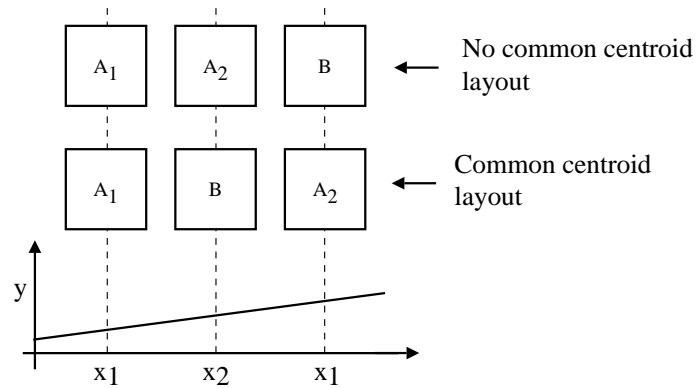 A1
A2
B
No common centroid
layout
A1
B
A2
Common centroid
layout
y
x1
x2
x1